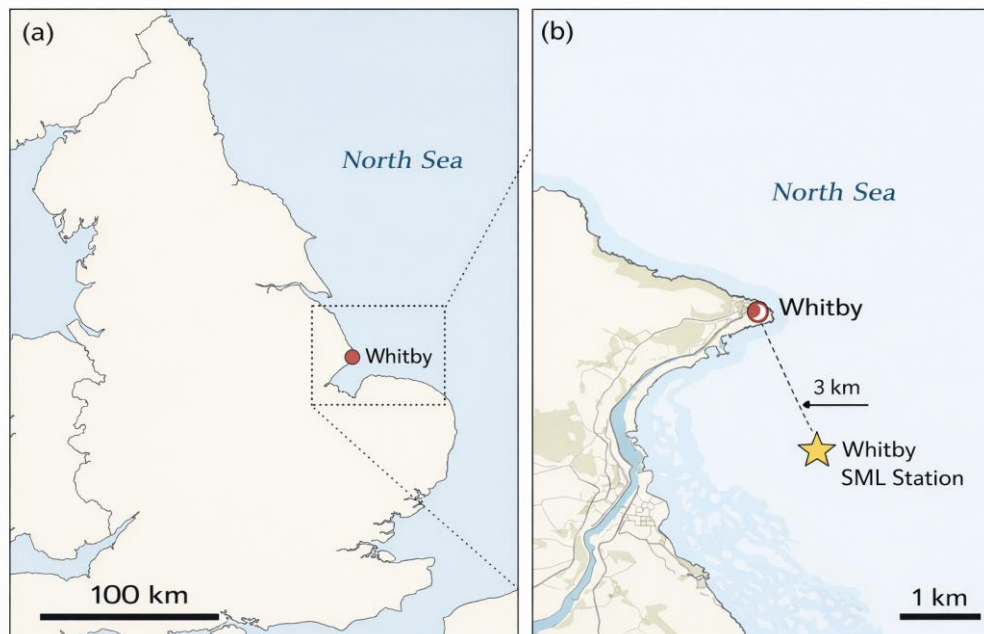 (a)
North Sea
Whitby
100 km
(b)
North Sea
Whitby
3 km
Whitby
SML Station
1 km